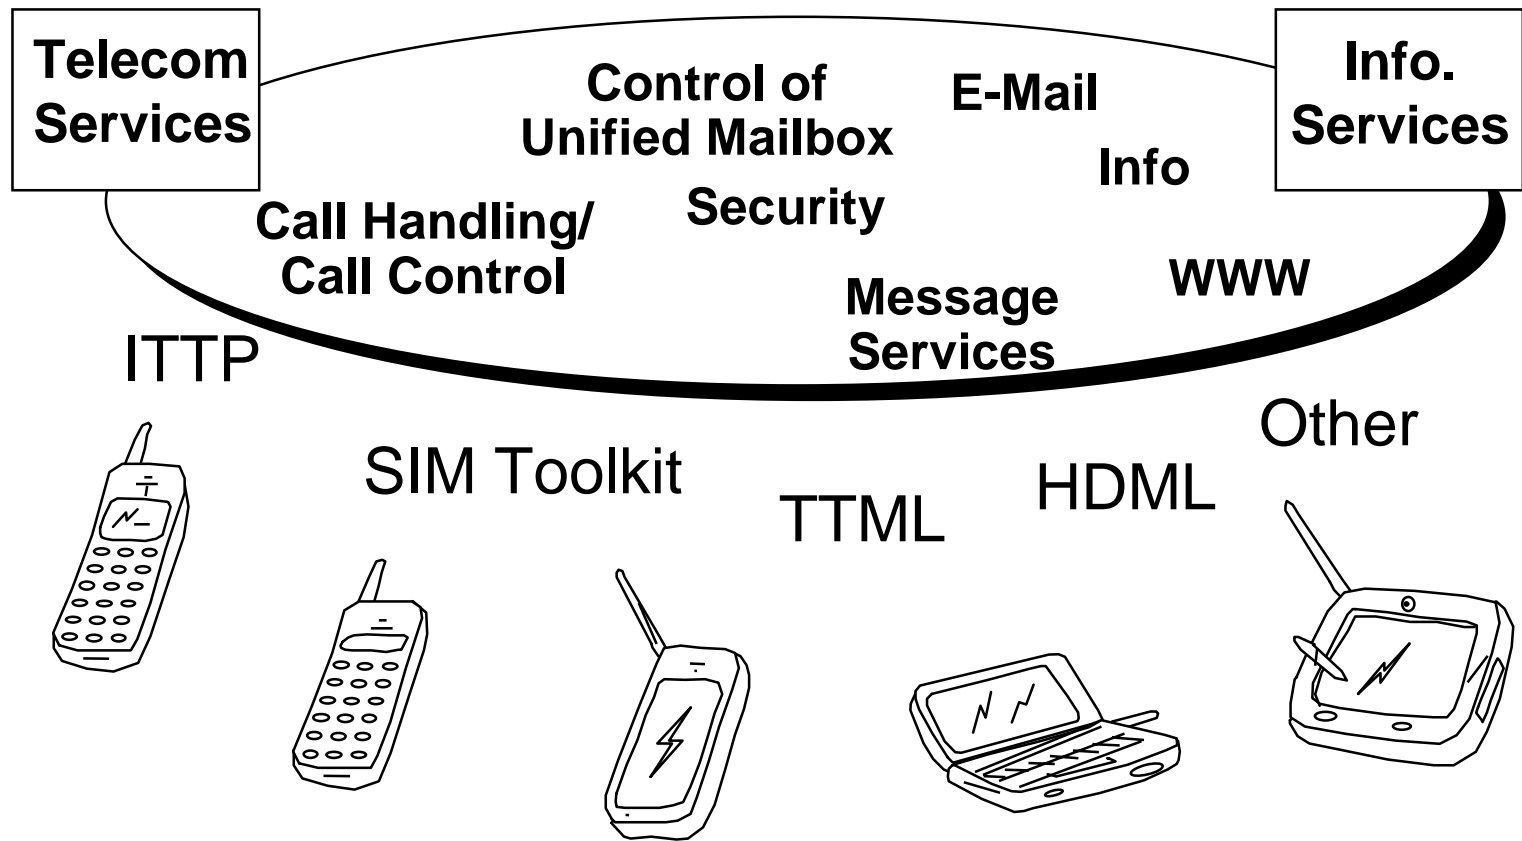 Telecom
Services
Control of
Unified Mailbox
E-Mail
Info.
Services
Info
Security
Call Handling/
Call Control
WWW
Message
Services
ITTP
SIM Toolkit
TTML
HDML
Other